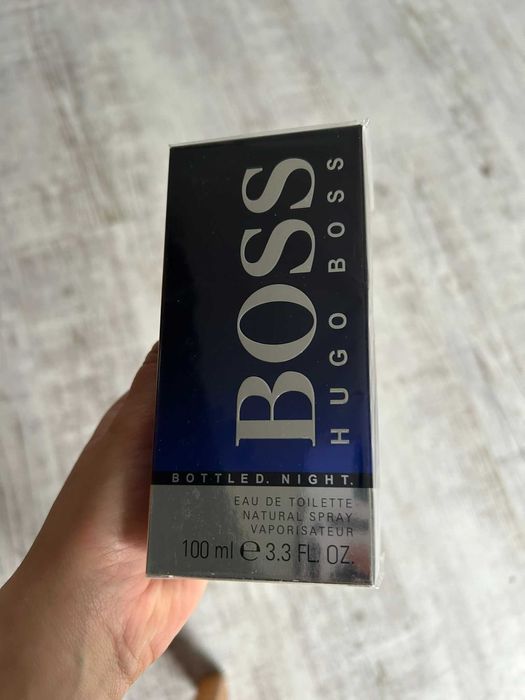 BOSS
HUGO BOSS
BOTTLED. NIGHT.
EAU DE TOILETTE
NATURAL SPRAY
VAPORISATEUR
100 ml ℮ 3.3 FL. OZ.